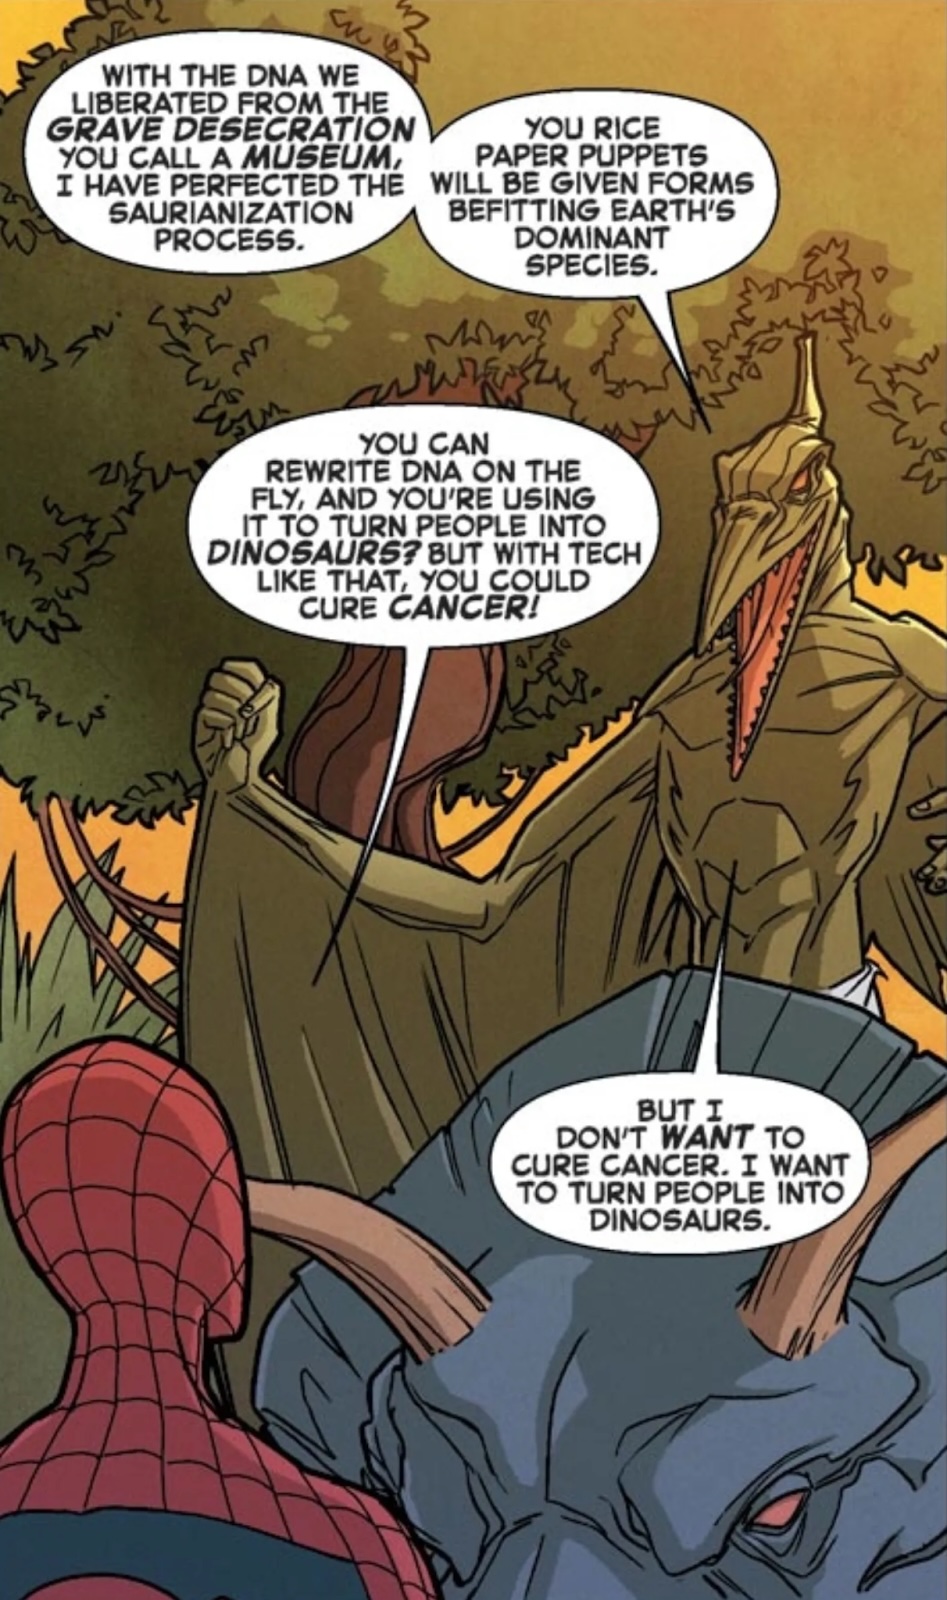 WITH THE DNA WE
LIBERATED FROM THE
GRAVE DESECRATION
YOU CALL A MUSEUM,
I HAVE PERFECTED THE
SAURIANIZATION
PROCESS.
YOU RICE
PAPER PUPPETS
WILL BE GIVEN FORMS
BEFITTING EARTH'S
DOMINANT
SPECIES.
YOU CAN
REWRITE DNA ON THE
FLY, AND YOU'RE USING
IT TO TURN PEOPLE INTO
DINOSAURS? BUT WITH TECH
LIKE THAT, YOU COULD
CURE CANCER!
BUT I
DON'T WANT TO
CURE CANCER. I WANT
TO TURN PEOPLE INTO
DINOSAURS.